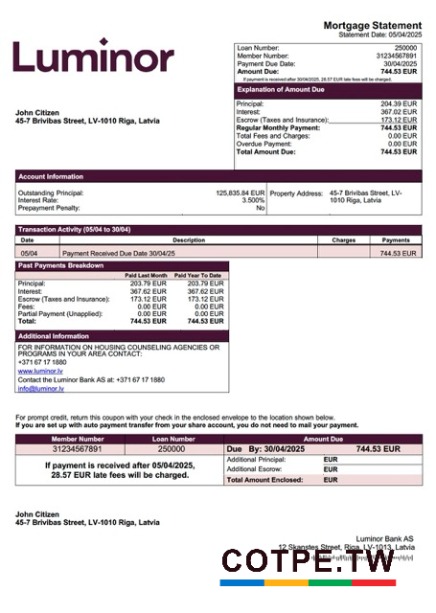 Mortgage Statement
Statement Date: 05/04/2025
Luminor
Loan Number: 250000
Member Number: 31234567891
Payment Due Date: 30/04/2025
Amount Due: 744.53 EUR
If payment is received after 30/04/2025, 28.57 EUR late fees will be charged.
John Citizen
45-7 Brivibas Street, LV-1010 Riga, Latvia
Explanation of Amount Due
Principal: 204.39 EUR
Interest: 367.02 EUR
Escrow (Taxes and Insurance): 173.12 EUR
Regular Monthly Payment: 744.53 EUR
Total Fees and Charges: 0.00 EUR
Overdue Payment: 0.00 EUR
Total Amount Due: 744.53 EUR
Account Information
Outstanding Principal: 125,835.84 EUR
Interest Rate: 3.500%
Prepayment Penalty: No
Property Address: 45-7 Brivibas Street, LV-
1010 Riga, Latvia
Transaction Activity (05/04 to 30/04)
Date Description Charges Payments
05/04 Payment Received Due Date 30/04/25 744.53 EUR
Past Payments Breakdown
Paid Last Month Paid Year To Date
Principal: 203.79 EUR 203.79 EUR
Interest: 367.62 EUR 367.62 EUR
Escrow (Taxes and Insurance): 173.12 EUR 173.12 EUR
Fees: 0.00 EUR 0.00 EUR
Partial Payment (Unapplied): 0.00 EUR 0.00 EUR
Total: 744.53 EUR 744.53 EUR
Additional Information
FOR INFORMATION ON HOUSING COUNSELING AGENCIES OR
PROGRAMS IN YOUR AREA CONTACT:
+371 67 17 1880
www.luminor.lv
Contact the Luminor Bank AS at: +371 67 17 1880
info@luminor.lv
For prompt credit, return this coupon with your check in the enclosed envelope to the location shown below.
If you are set up with auto payment transfer from your share account, you do not need to mail your payment.
Member Number Loan Number Amount Due
31234567891 250000 Due By: 30/04/2025 744.53 EUR
If payment is received after 05/04/2025,
28.57 EUR late fees will be charged.
Additional Principal: EUR
Additional Escrow: EUR
Total Amount Enclosed: EUR
John Citizen
45-7 Brivibas Street, LV-1010 Riga, Latvia
Luminor Bank AS
12 Skanstes Street, Riga, LV-1013, Latvia
COTPE.TW